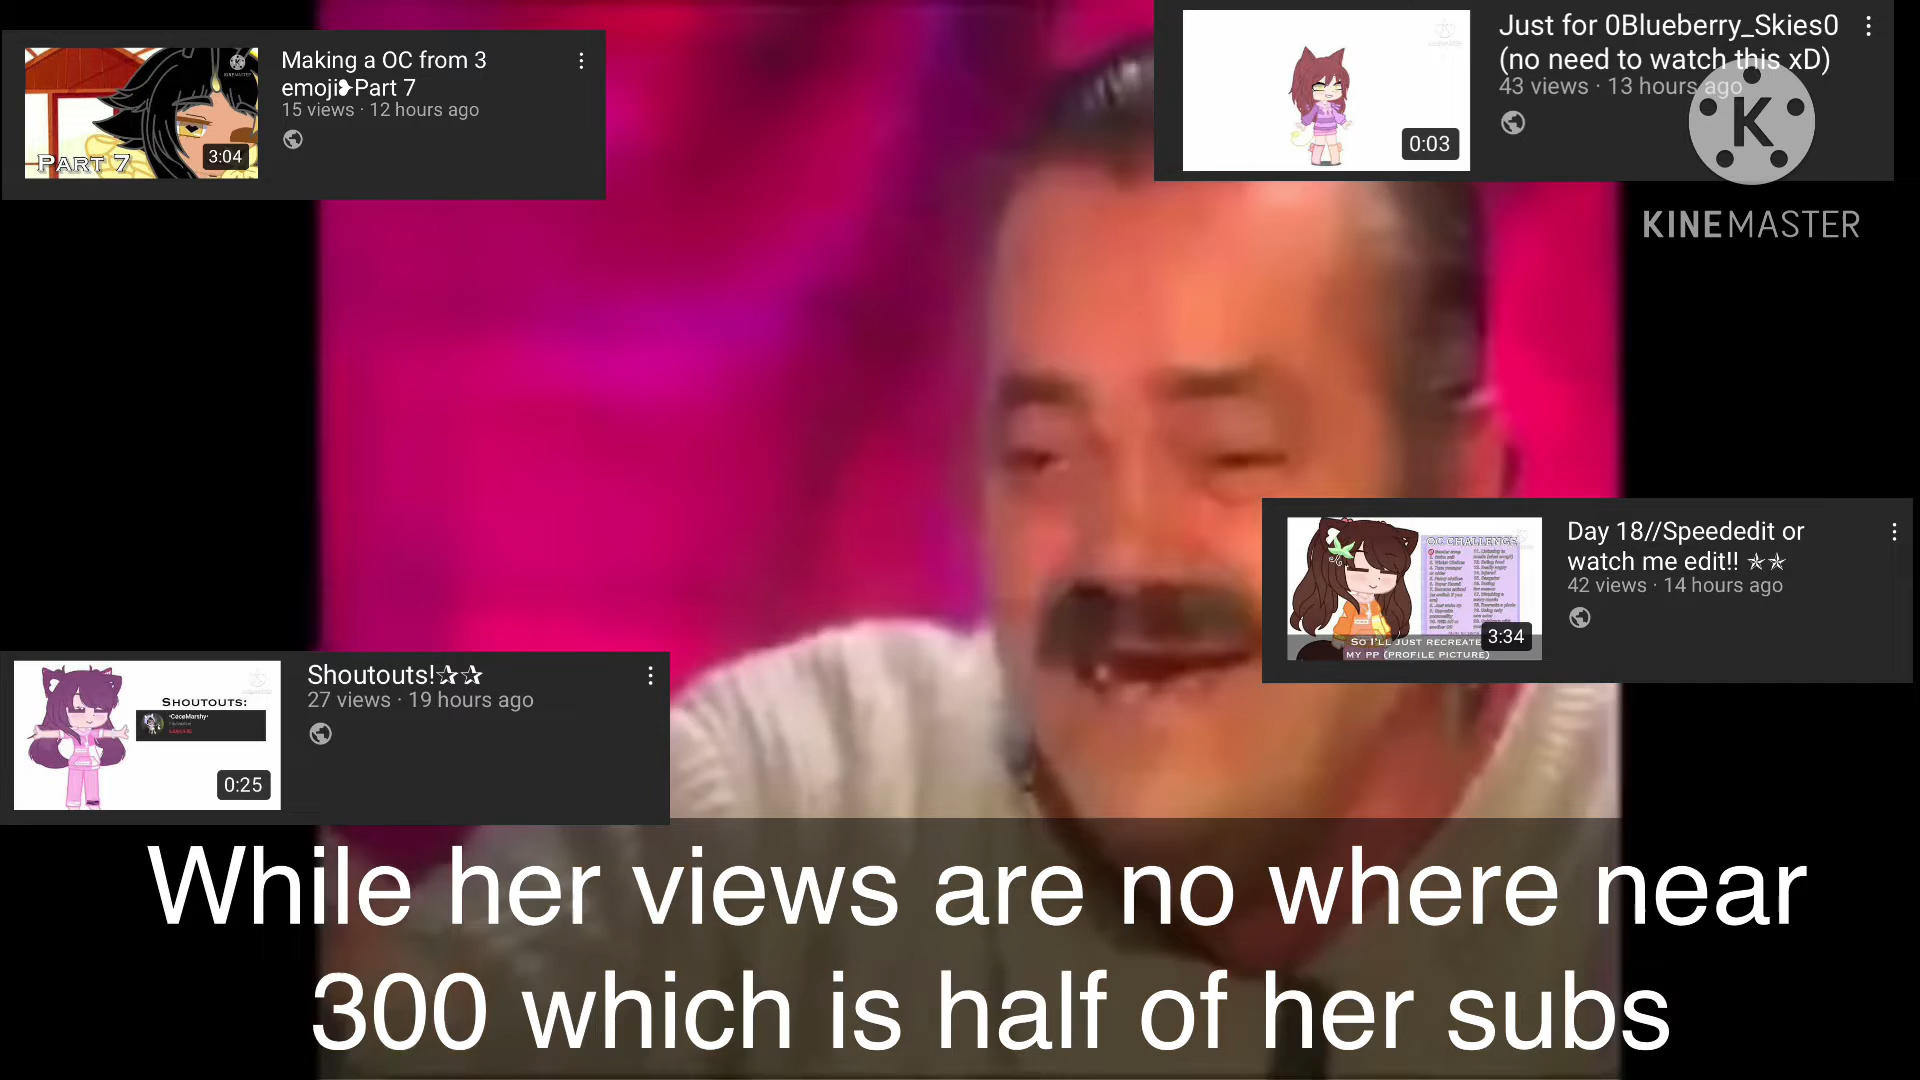 Making a OC from 3
emoji❥Part 7
15 views · 12 hours ago
PART 7
3:04
Just for 0Blueberry_Skies0
(no need to watch this xD)
43 views · 13 hours ago
0:03
K
KINEMASTER
Day 18//Speededit or
watch me edit!! ✯✯
42 views · 14 hours ago
OC CHALLENGE
3:34
SO I'LL JUST RECREATE
MY PP (PROFILE PICTURE)
Shoutouts!✰✰
27 views · 19 hours ago
SHOUTOUTS:
0:25
While her views are no where near
300 which is half of her subs